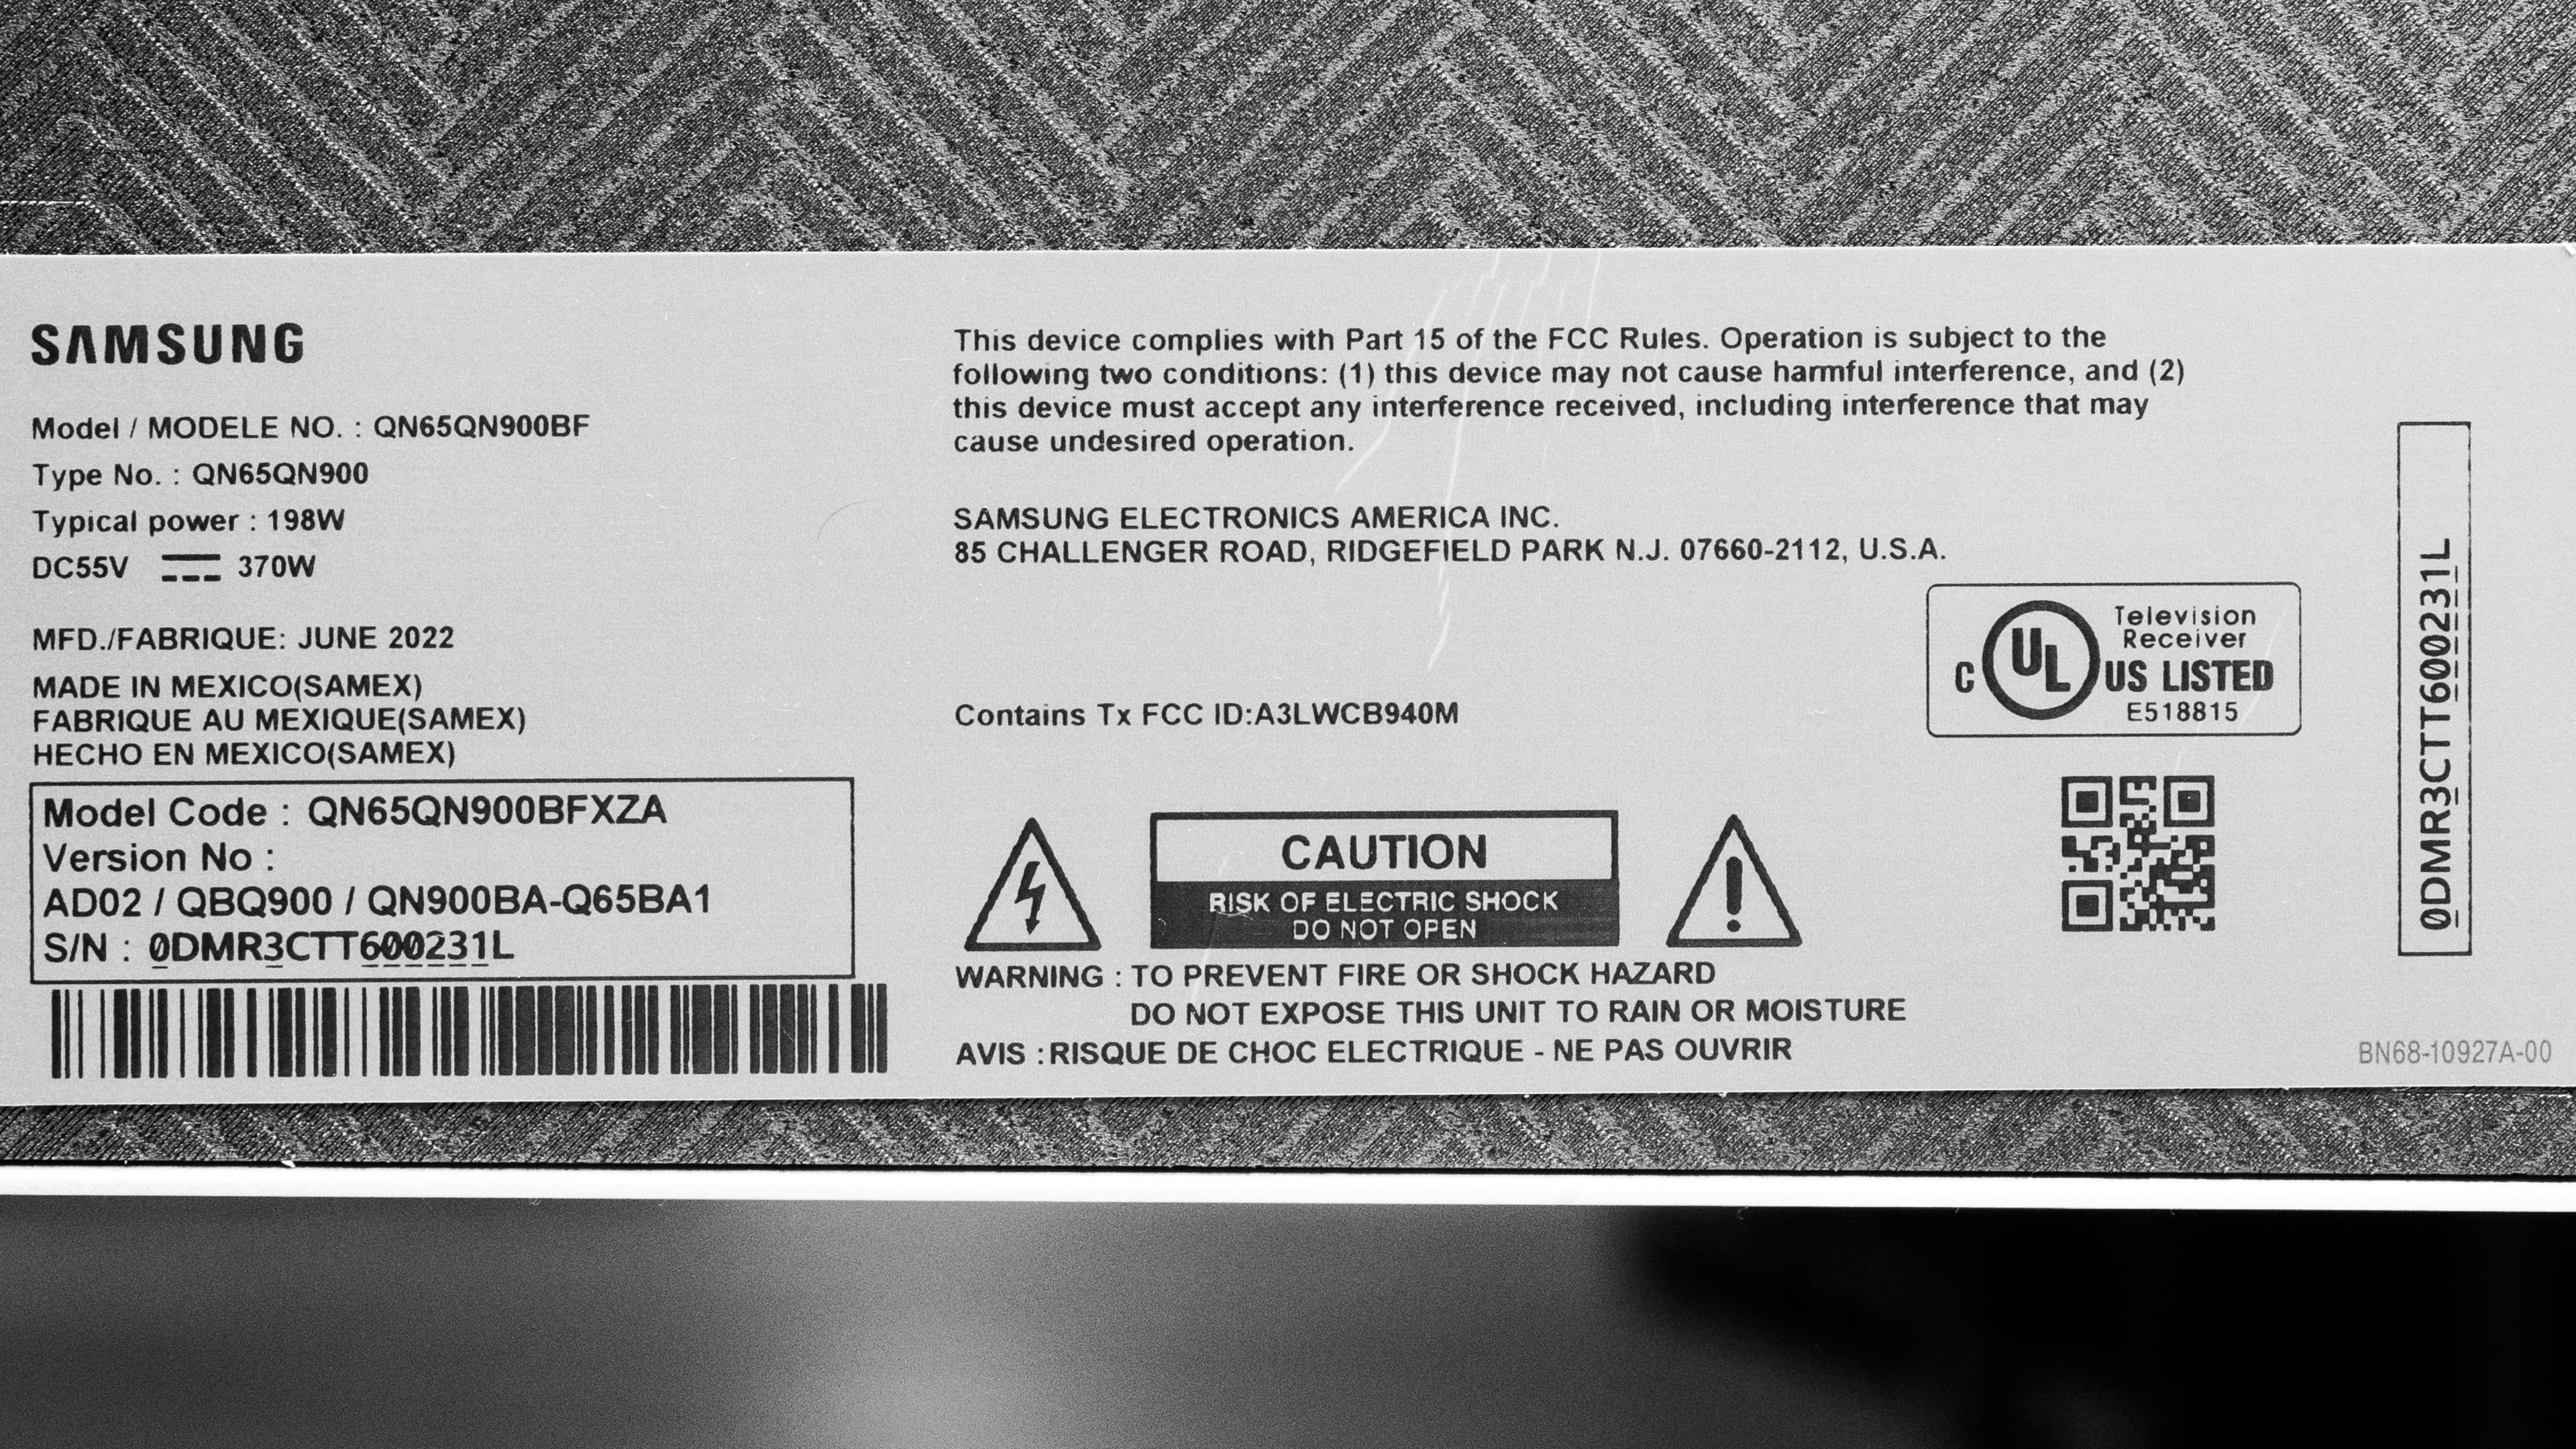 SAMSUNG
Model / MODELE NO. : QN65QN900BF
Type No. : QN65QN900
Typical power : 198W
DC55V 370W
MFD./FABRIQUE: JUNE 2022
MADE IN MEXICO(SAMEX)
FABRIQUE AU MEXIQUE(SAMEX)
HECHO EN MEXICO(SAMEX)
Model Code : QN65QN900BFXZA
Version No :
AD02 / QBQ900 / QN900BA-Q65BA1
S/N : 0DMR3CTT600231L
This device complies with Part 15 of the FCC Rules. Operation is subject to the
following two conditions: (1) this device may not cause harmful interference, and (2)
this device must accept any interference received, including interference that may
cause undesired operation.
SAMSUNG ELECTRONICS AMERICA INC.
85 CHALLENGER ROAD, RIDGEFIELD PARK N.J. 07660-2112, U.S.A.
Contains Tx FCC ID:A3LWCB940M
CAUTION
RISK OF ELECTRIC SHOCK
DO NOT OPEN
WARNING : TO PREVENT FIRE OR SHOCK HAZARD
DO NOT EXPOSE THIS UNIT TO RAIN OR MOISTURE
AVIS :RISQUE DE CHOC ELECTRIQUE - NE PAS OUVRIR
Television
Receiver
C UL US LISTED
E518815
0DMR3CTT600231L
BN68-10927A-00